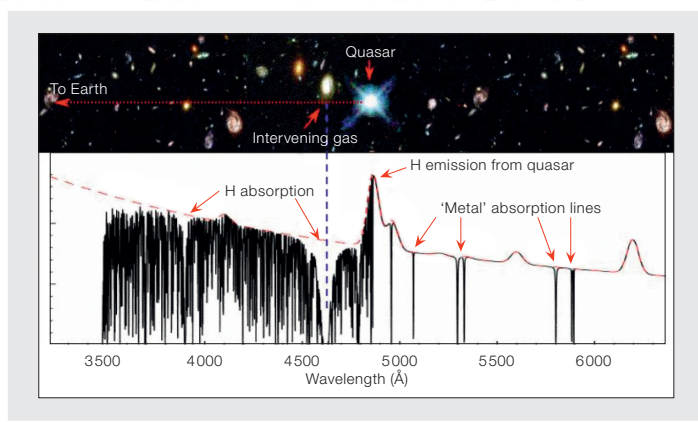 Quasar
To Earth
Intervening gas
H emission from quasar
H absorption
'Metal' absorption lines
3500 4000 4500 5000 5500 6000
Wavelength (Å)